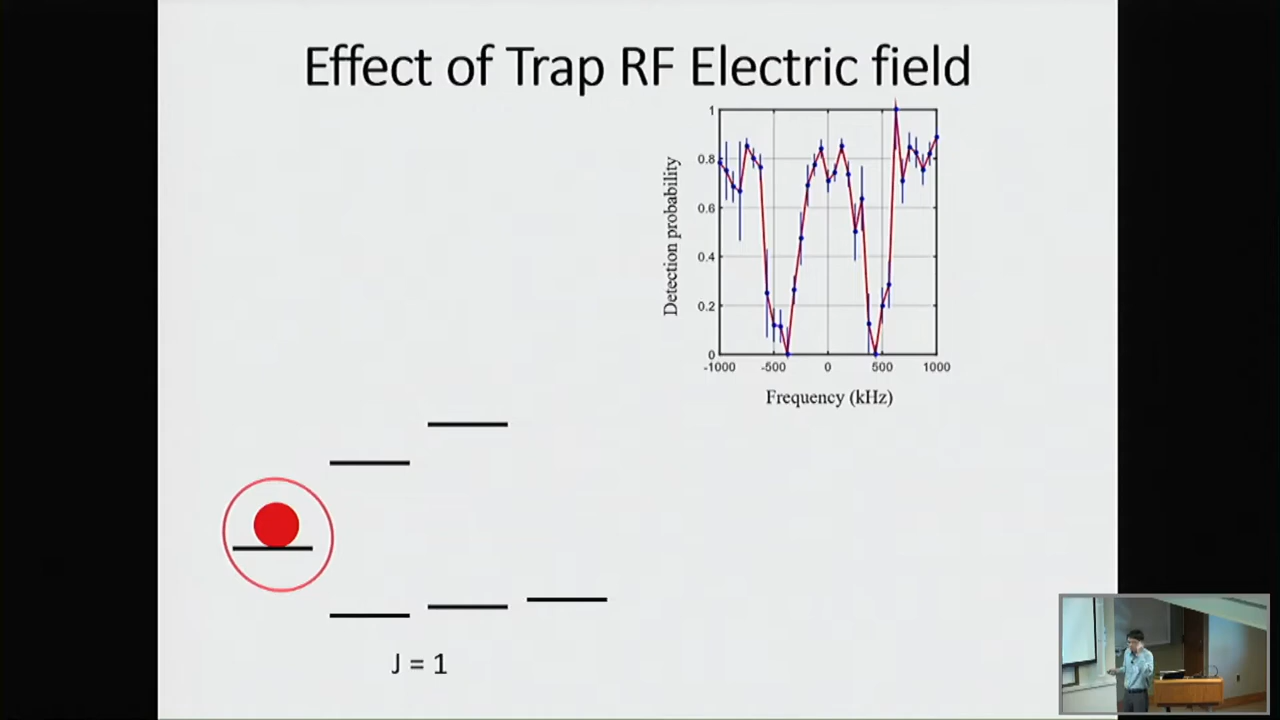 Effect of Trap RF Electric field
1
0.8
0.6
0.4
0.2
0
Detection probability
-1000 -500 0 500 1000
Frequency (kHz)
J = 1